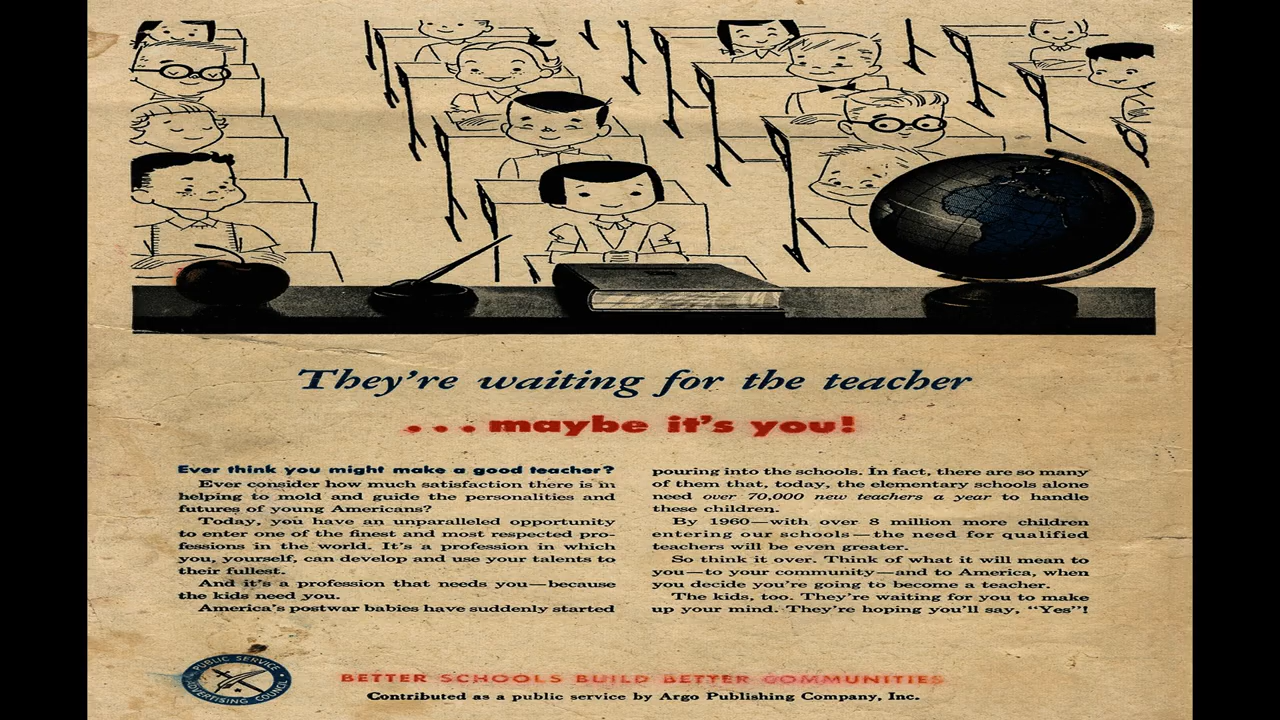 They're waiting for the teacher
...maybe it's you!
Ever think you might make a good teacher?
Ever consider how much satisfaction there is in
helping to mold and guide the personalities and
futures of young Americans?
Today, you have an unparalleled opportunity
to enter one of the finest and most respected pro-
fessions in the world. It's a profession in which
you, yourself, can develop and use your talents to
their fullest.
And it's a profession that needs you—because
the kids need you.
America's postwar babies have suddenly started
pouring into the schools. In fact, there are so many
of them that, today, the elementary schools alone
need over 70,000 new teachers a year to handle
these children.
By 1960—with over 8 million more children
entering our schools—the need for qualified
teachers will be even greater.
So think it over. Think of what it will mean to
you—to your community—and to America, when
you decide you're going to become a teacher.
The kids, too. They're waiting for you to make
up your mind. They're hoping you'll say, "Yes"!
PUBLIC SERVICE
ADVERTISING COUNCIL
BETTER SCHOOLS BUILD BETTER COMMUNITIES
Contributed as a public service by Argo Publishing Company, Inc.